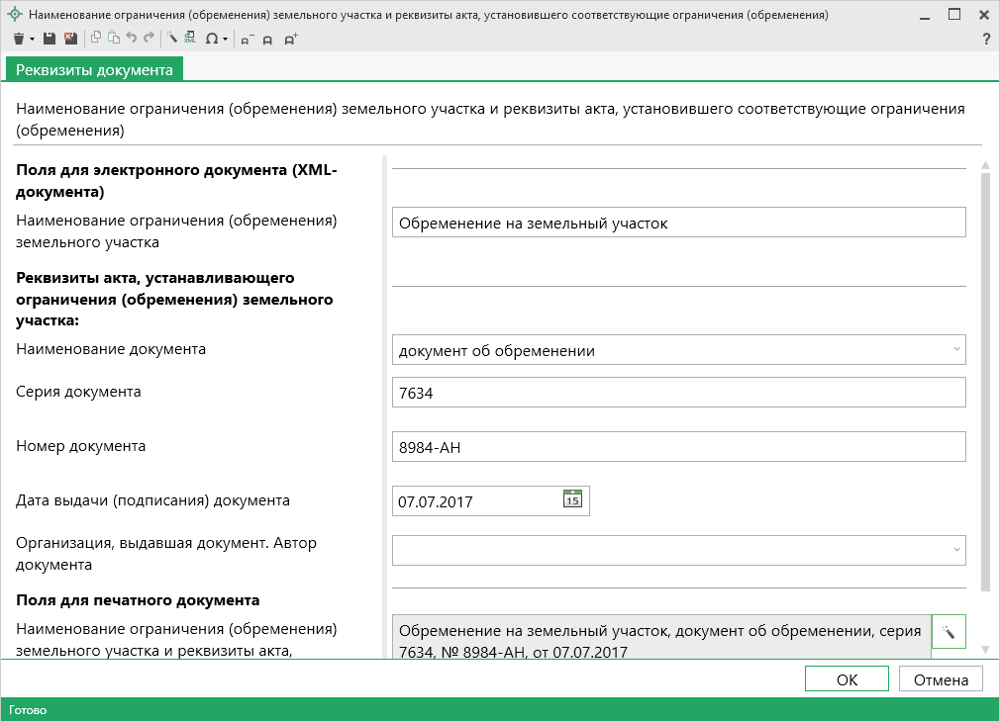 Наименование ограничения (обременения) земельного участка и реквизиты акта, установившего соответствующие ограничения (обременения)
?
Реквизиты документа
Наименование ограничения (обременения) земельного участка и реквизиты акта, установившего соответствующие ограничения
(обременения)
Поля для электронного документа (XML-
документа)
Наименование ограничения (обременения)
земельного участка
Обременение на земельный участок
Реквизиты акта, устанавливающего
ограничения (обременения) земельного
участка:
Наименование документа
документ об обременении
Серия документа
7634
Номер документа
8984-АН
Дата выдачи (подписания) документа
07.07.2017
15
Организация, выдавшая документ. Автор
документа
Поля для печатного документа
Наименование ограничения (обременения)
земельного участка и реквизиты акта,
Обременение на земельный участок, документ об обременении, серия
7634, № 8984-АН, от 07.07.2017
ОК
Отмена
Готово